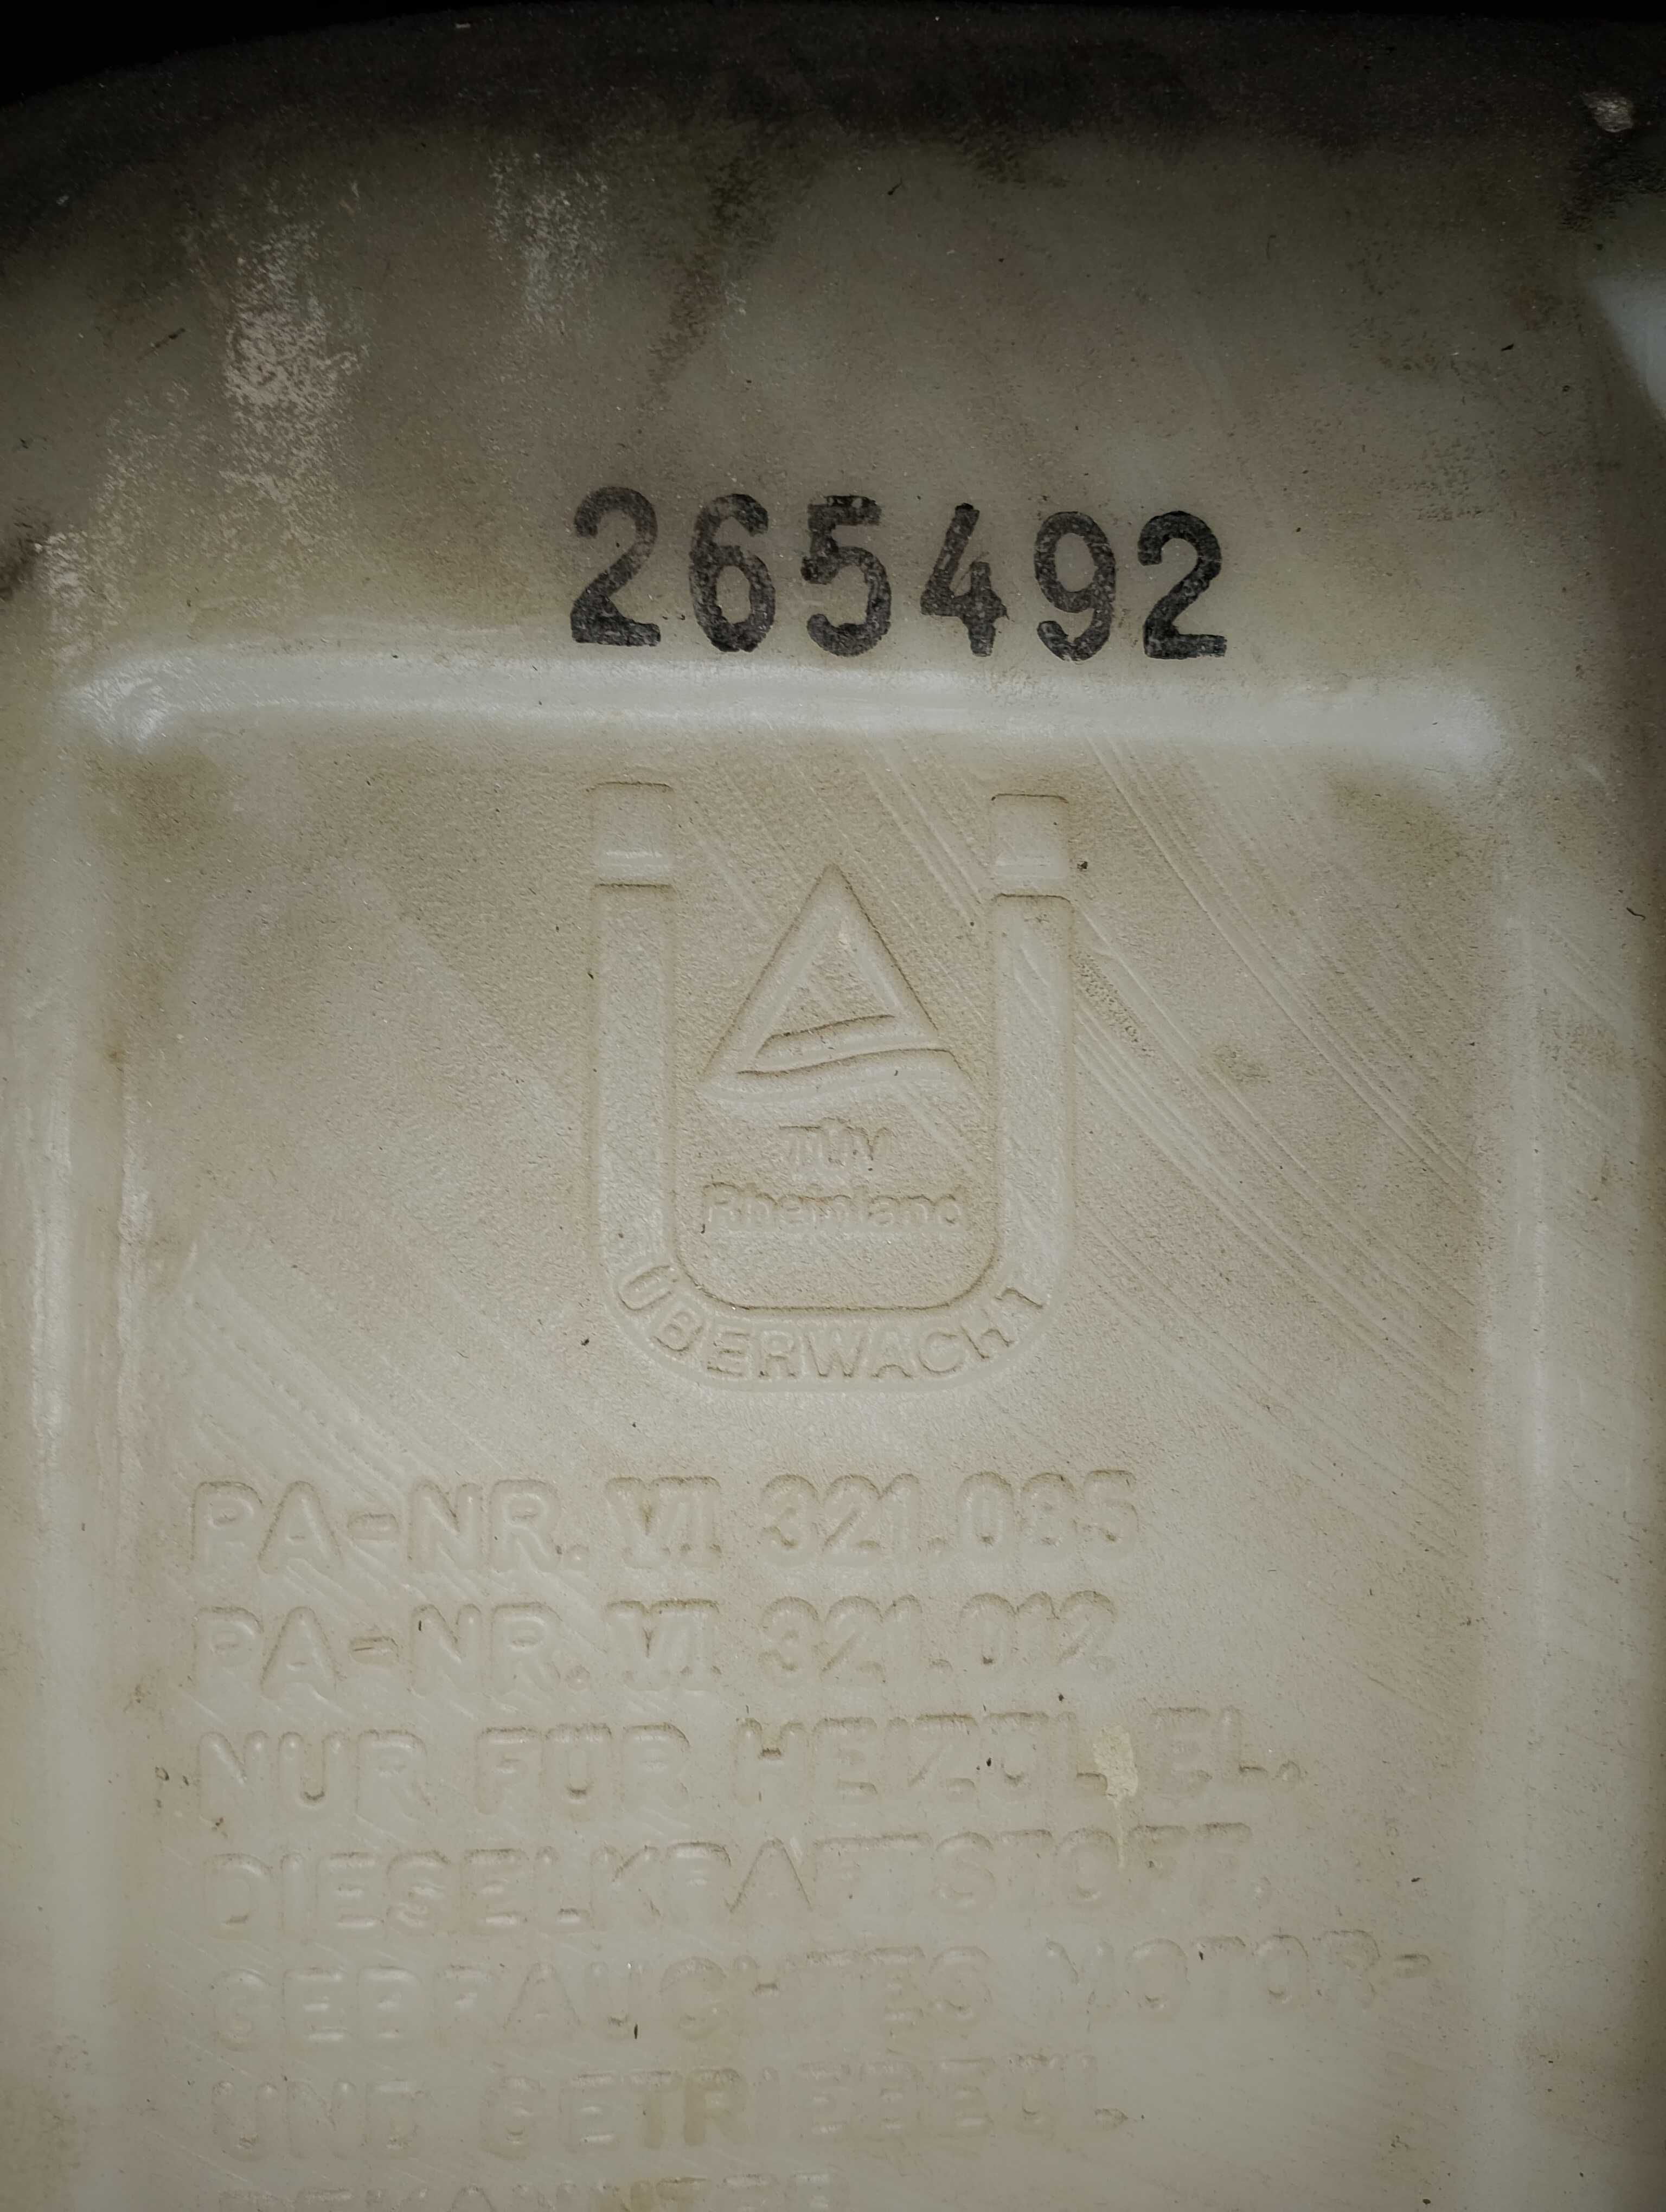 265492
TÜV
Rheinland
ÜBERWACHT
PA-NR. VI 321.085
PA-NR. VI 321.012
NUR FÜR HEIZÖL EL.
DIESELKRAFTSTOFF.
GEBRAUCHTES MOTOR-
UND GETRIEBEÖL